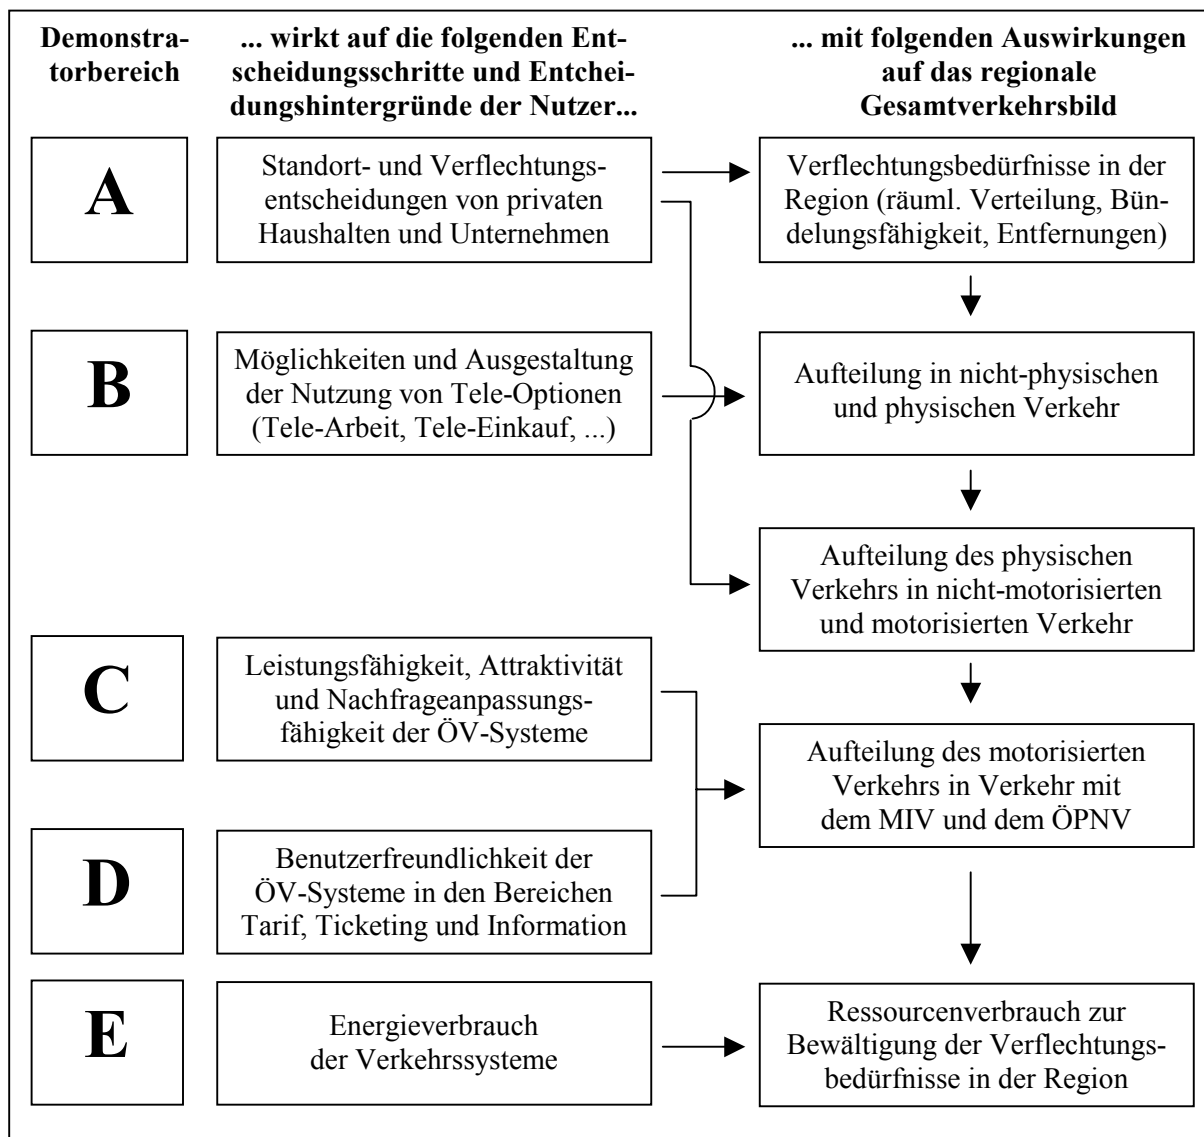 Demonstra-
torbereich
... wirkt auf die folgenden Ent-
scheidungsschritte und Entchei-
dungshintergründe der Nutzer...
... mit folgenden Auswirkungen
auf das regionale
Gesamtverkehrsbild
A
Standort- und Verflechtungs-
entscheidungen von privaten
Haushalten und Unternehmen
Verflechtungsbedürfnisse in der
Region (räuml. Verteilung, Bün-
delungsfähigkeit, Entfernungen)
B
Möglichkeiten und Ausgestaltung
der Nutzung von Tele-Optionen
(Tele-Arbeit, Tele-Einkauf, ...)
Aufteilung in nicht-physischen
und physischen Verkehr
Aufteilung des physischen
Verkehrs in nicht-motorisierten
und motorisierten Verkehr
C
Leistungsfähigkeit, Attraktivität
und Nachfrageanpassungs-
fähigkeit der ÖV-Systeme
Aufteilung des motorisierten
Verkehrs in Verkehr mit
dem MIV und dem ÖPNV
D
Benutzerfreundlichkeit der
ÖV-Systeme in den Bereichen
Tarif, Ticketing und Information
E
Energieverbrauch
der Verkehrssysteme
Ressourcenverbrauch zur
Bewältigung der Verflechtungs-
bedürfnisse in der Region